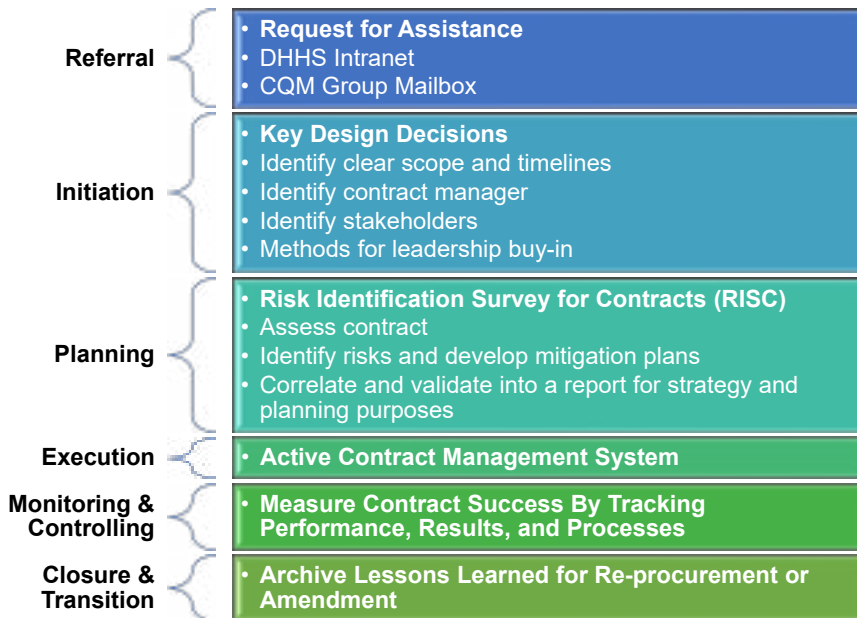 Referral
• Request for Assistance
• DHHS Intranet
• CQM Group Mailbox
Initiation
• Key Design Decisions
• Identify clear scope and timelines
• Identify contract manager
• Identify stakeholders
• Methods for leadership buy-in
Planning
• Risk Identification Survey for Contracts (RISC)
• Assess contract
• Identify risks and develop mitigation plans
• Correlate and validate into a report for strategy and
planning purposes
Execution
• Active Contract Management System
Monitoring &
Controlling
• Measure Contract Success By Tracking
Performance, Results, and Processes
Closure &
Transition
• Archive Lessons Learned for Re-procurement or
Amendment